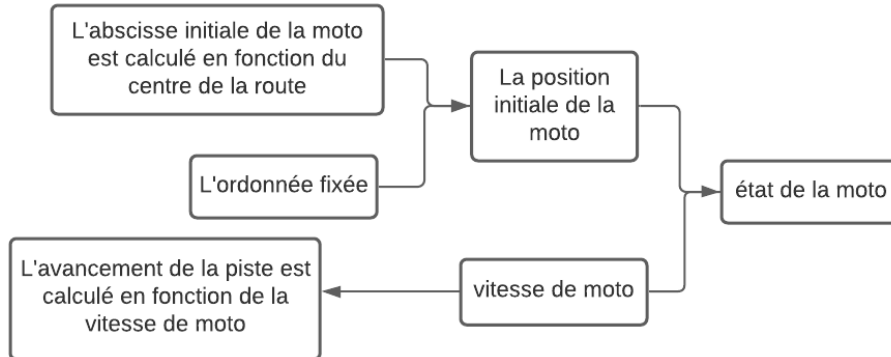 L'abscisse initiale de la moto
est calculé en fonction du
centre de la route
La position
initiale de la
moto
L'ordonnée fixée
état de la moto
L'avancement de la piste est
calculé en fonction de la
vitesse de moto
vitesse de moto